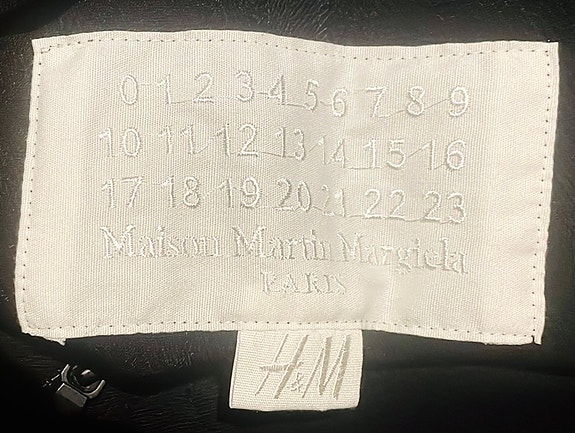 0 1 2 3 4 5 6 7 8 9
10 11 12 13 14 15 16
17 18 19 20 21 22 23
Maison Martin Margiela
PARIS
H&M